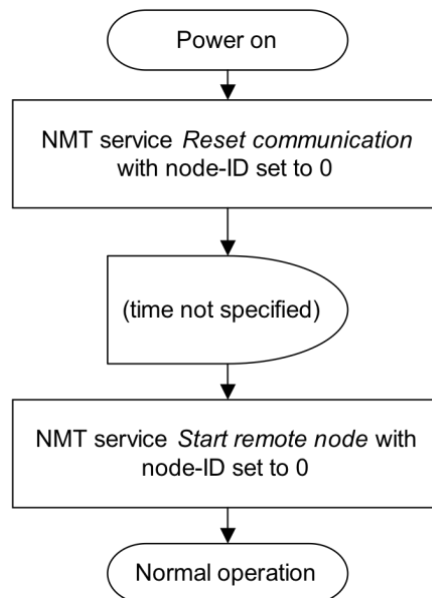 Power on
NMT service Reset communication
with node-ID set to 0
(time not specified)
NMT service Start remote node with
node-ID set to 0
Normal operation